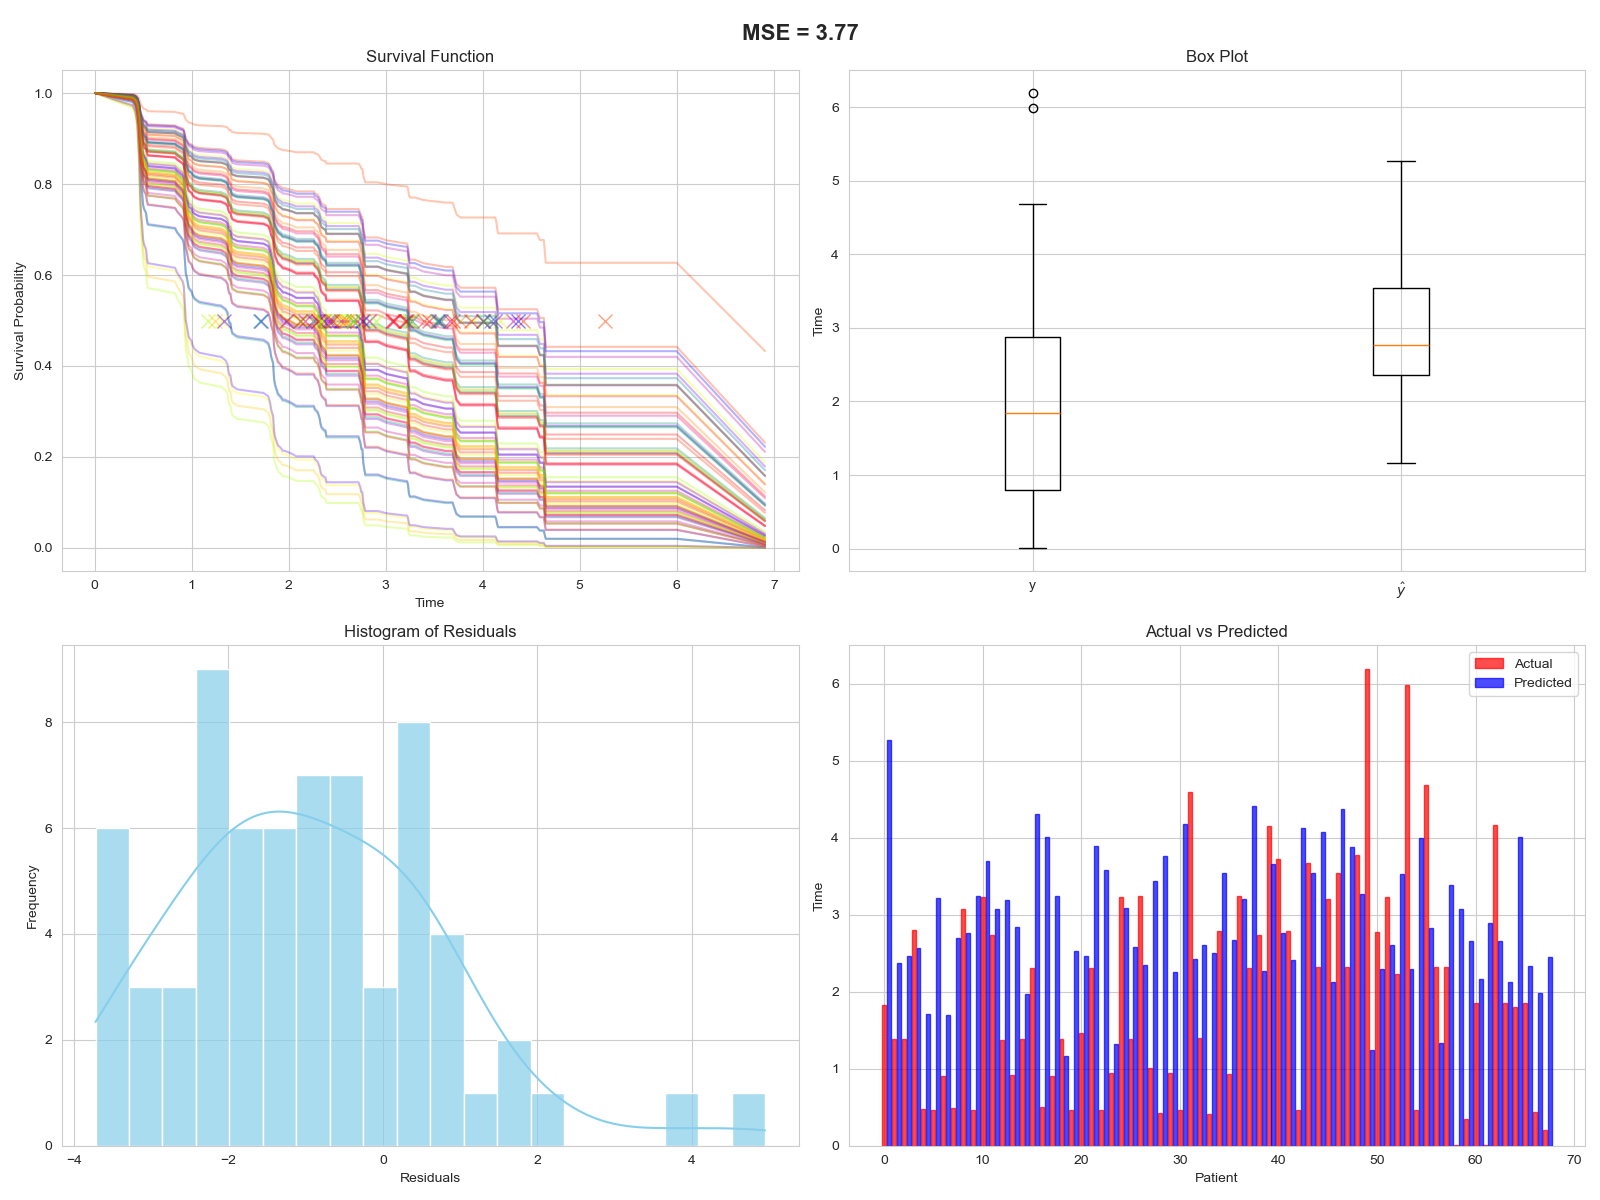 MSE = 3.77
Survival Function
Survival Probability
1.0
0.8
0.6
0.4
0.2
0.0
0 1 2 3 4 5 6 7
Time
Box Plot
Time
6
5
4
3
2
1
0
y ŷ
Histogram of Residuals
Frequency
8
6
4
2
0
−4 −2 0 2 4
Residuals
Actual vs Predicted
Actual
Predicted
Time
6
5
4
3
2
1
0
0 10 20 30 40 50 60 70
Patient